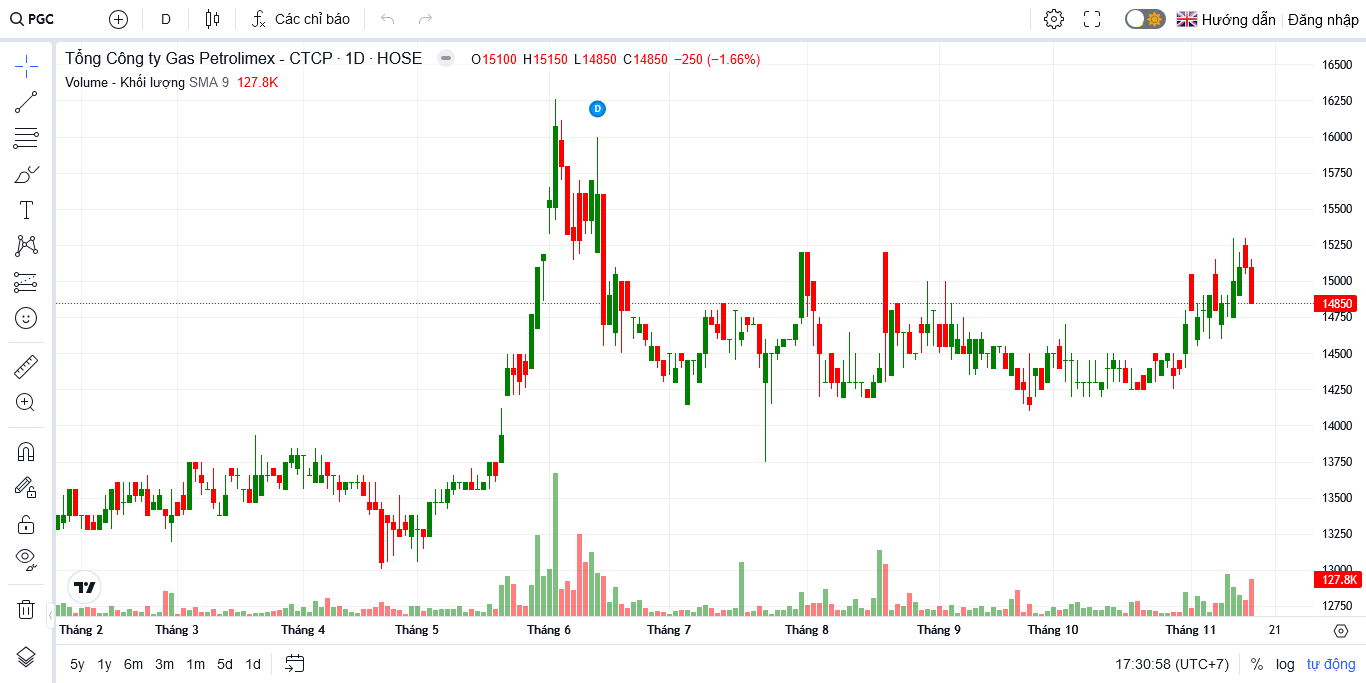 PGC
D
Các chỉ báo
Hướng dẫn
Đăng nhập
Tổng Công ty Gas Petrolimex - CTCP · 1D · HOSE
O15100 H15150 L14850 C14850 −250 (−1.66%)
Volume - Khối lượng SMA 9 127.8K
D
16500
16250
16000
15750
15500
15250
15000
14850
14750
14500
14250
14000
13750
13500
13250
13000
127.8K
12750
Tháng 2
Tháng 3
Tháng 4
Tháng 5
Tháng 6
Tháng 7
Tháng 8
Tháng 9
Tháng 10
Tháng 11
21
5y 1y 6m 3m 1m 5d 1d
17:30:58 (UTC+7)
% log tự động